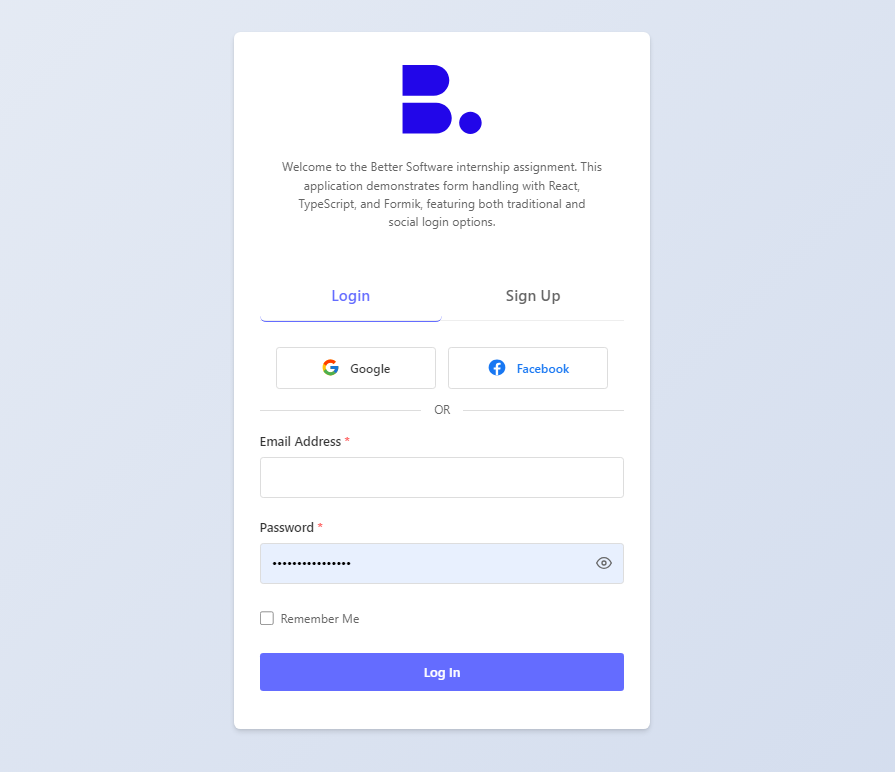 B.
Welcome to the Better Software internship assignment. This
application demonstrates form handling with React,
TypeScript, and Formik, featuring both traditional and
social login options.
Login Sign Up
Google Facebook
OR
Email Address *
Password *
••••••••••••••••
Remember Me
Log In